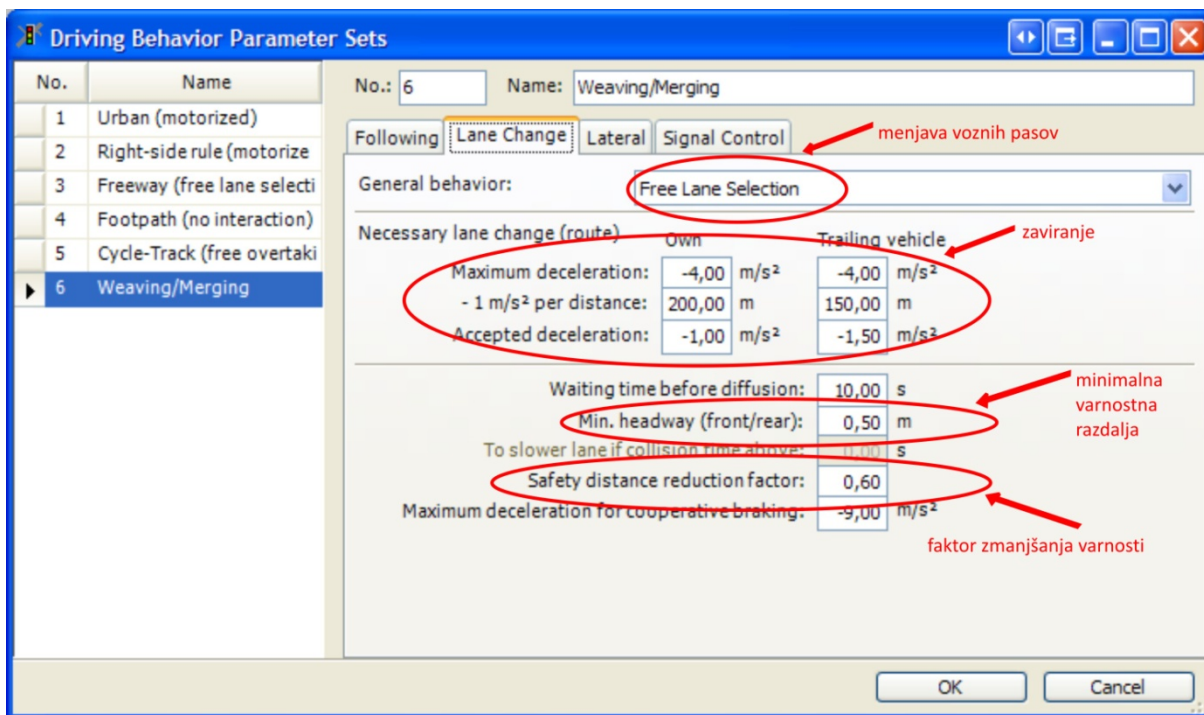 Driving Behavior Parameter Sets
No. Name
1 Urban (motorized)
2 Right-side rule (motorize
3 Freeway (free lane selecti
4 Footpath (no interaction)
5 Cycle-Track (free overtaki
6 Weaving/Merging
No.: 6 Name: Weaving/Merging
Following Lane Change Lateral Signal Control
menjava voznih pasov
General behavior: Free Lane Selection
Necessary lane change (route) Own Trailing vehicle
zaviranje
Maximum deceleration: -4,00 m/s² -4,00 m/s²
- 1 m/s² per distance: 200,00 m 150,00 m
Accepted deceleration: -1,00 m/s² -1,50 m/s²
Waiting time before diffusion: 10,00 s
minimalna
varnostna
razdalja
Min. headway (front/rear): 0,50 m
To slower lane if collision time above: 0,00 s
Safety distance reduction factor: 0,60
Maximum deceleration for cooperative braking: -9,00 m/s²
faktor zmanjšanja varnosti
OK Cancel